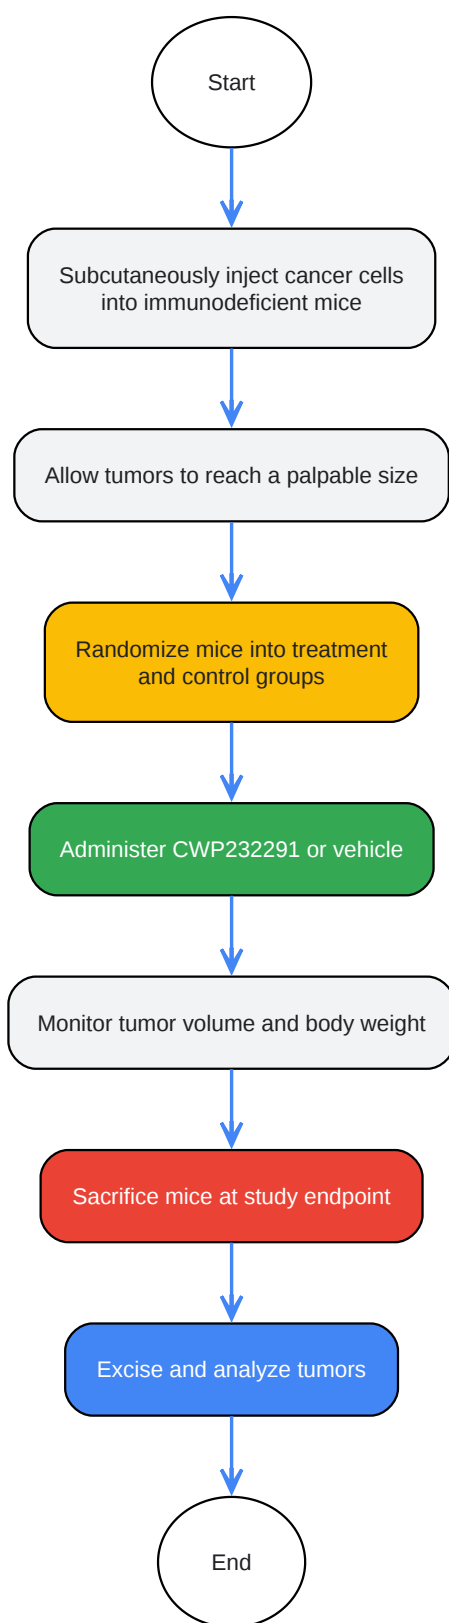 Start
Subcutaneously inject cancer cells
into immunodeficient mice
Allow tumors to reach a palpable size
Randomize mice into treatment
and control groups
Administer CWP232291 or vehicle
Monitor tumor volume and body weight
Sacrifice mice at study endpoint
Excise and analyze tumors
End